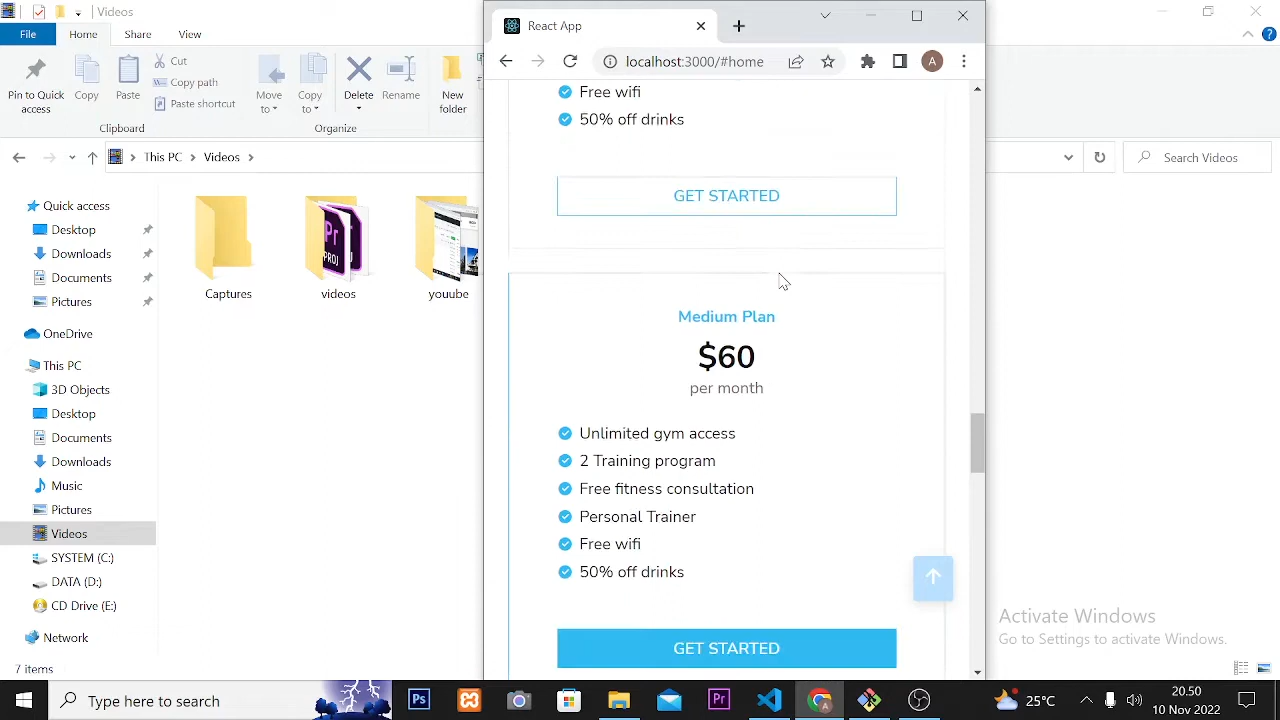 Videos
File
Home
Share
View
Pin to Quick access
Copy
Paste
Cut
Copy path
Paste shortcut
Clipboard
Move to
Copy to
Delete
Rename
New folder
Organize
This PC
Videos
Search Videos
Quick access
Desktop
Downloads
Documents
Pictures
OneDrive
This PC
3D Objects
Desktop
Documents
Downloads
Music
Pictures
Videos
SYSTEM (C:)
DATA (D:)
CD Drive (E:)
Network
7 items
Captures
videos
youube
Pr
PROJ
React App
localhost:3000/#home
A
Free wifi
50% off drinks
GET STARTED
Medium Plan
$60
per month
Unlimited gym access
2 Training program
Free fitness consultation
Personal Trainer
Free wifi
50% off drinks
GET STARTED
Activate Windows
Go to Settings to activate Windows.
Type here to search
Ps
Pr
25°C
20.50
10 Nov 2022